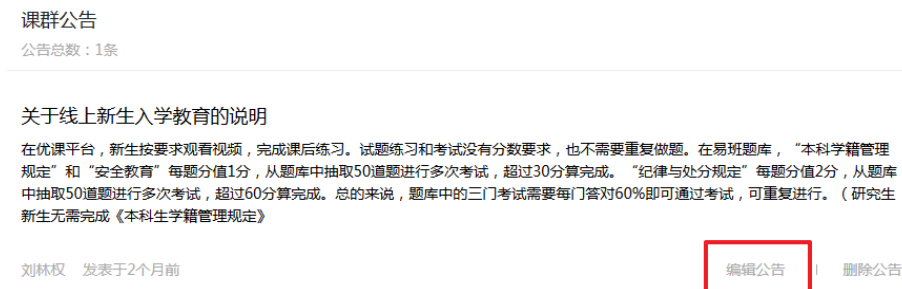 课群公告
公告总数：1条
关于线上新生入学教育的说明
在优课平台，新生按要求观看视频，完成课后练习。试题练习和考试没有分数要求，也不需要重复做题。在易班题库，“本科学籍管理
规定”和“安全教育”每题分值1分，从题库中抽取50道题进行多次考试，超过30分算完成。“纪律与处分规定”每题分值2分，从题库
中抽取50道题进行多次考试，超过60分算完成。总的来说，题库中的三门考试需要每门答对60%即可通过考试，可重复进行。（研究生
新生无需完成《本科生学籍管理规定》
刘林权 发表于2个月前 编辑公告 | 删除公告